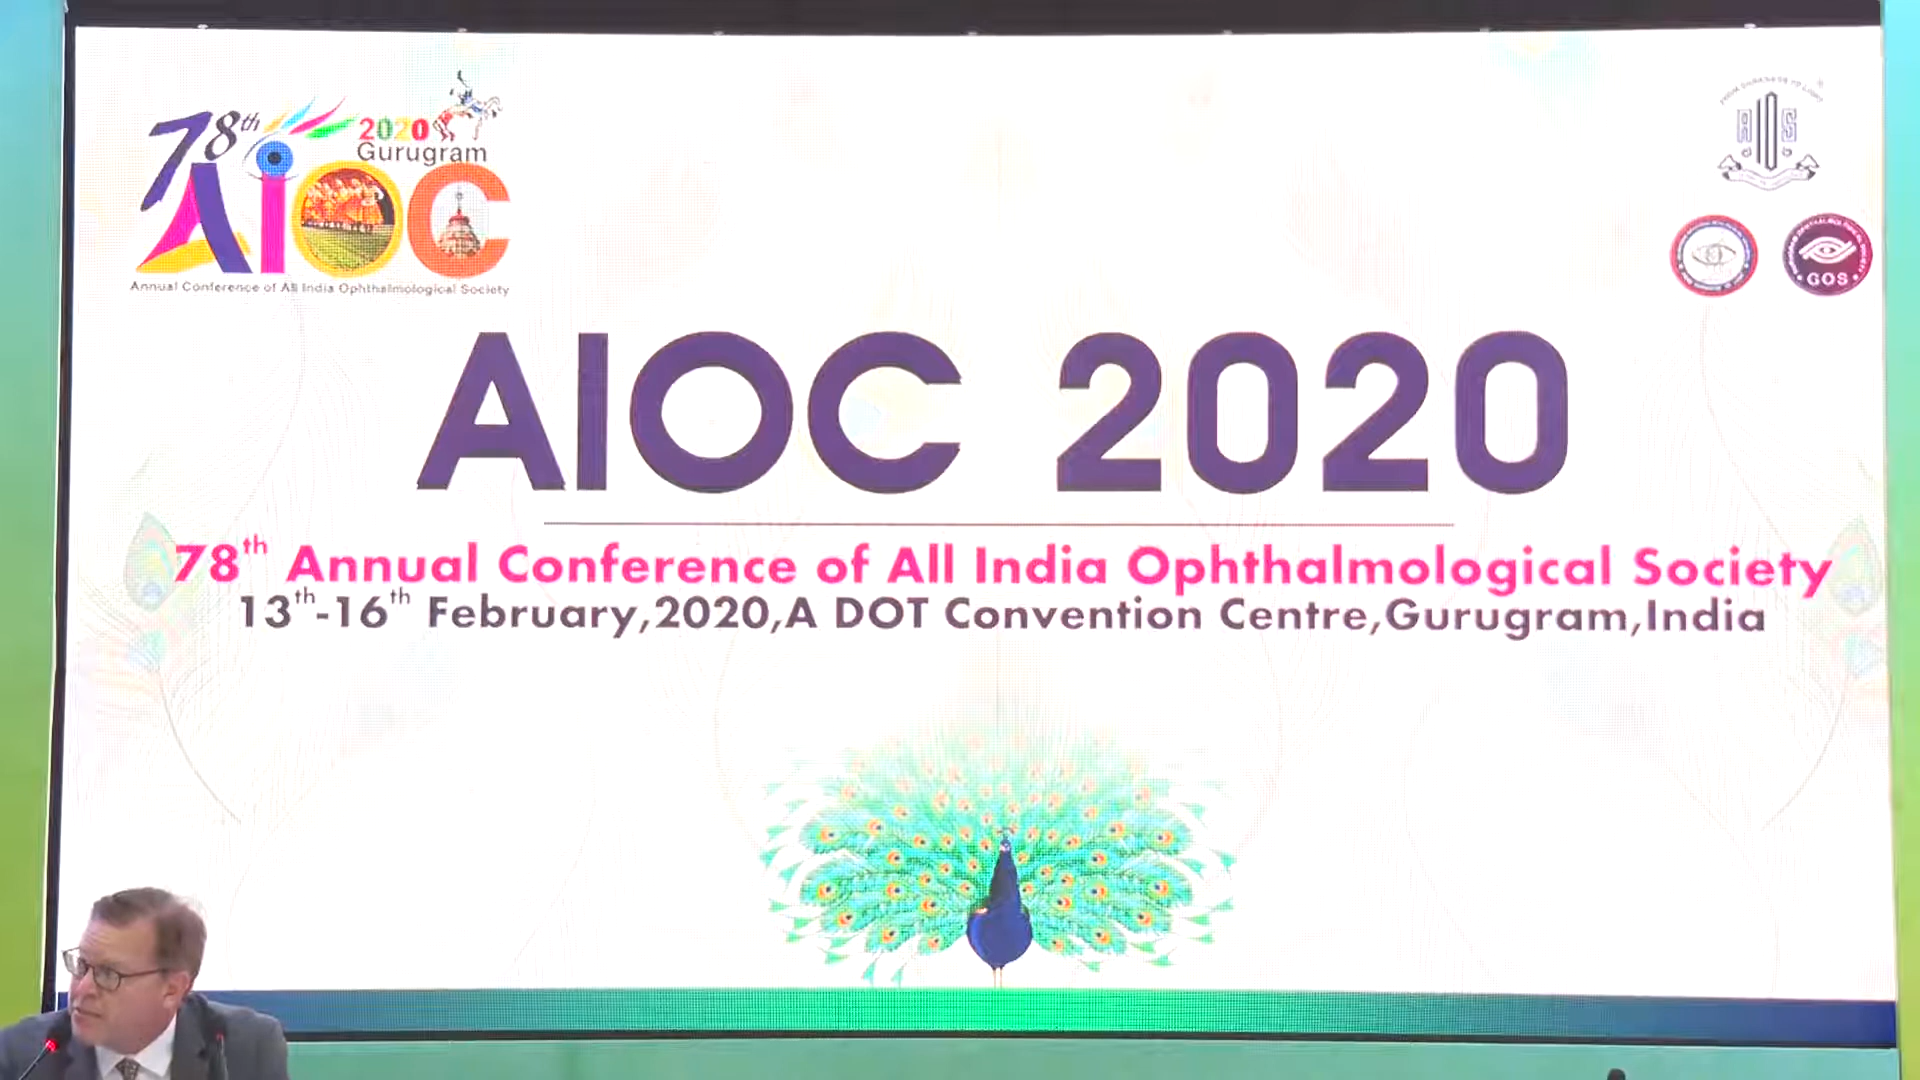 78th
2020
Gurugram
AIOC
Annual Conference of All India Ophthalmological Society
AIOS
GOS
AIOC 2020
78th Annual Conference of All India Ophthalmological Society
13th-16th February,2020,A DOT Convention Centre,Gurugram,India